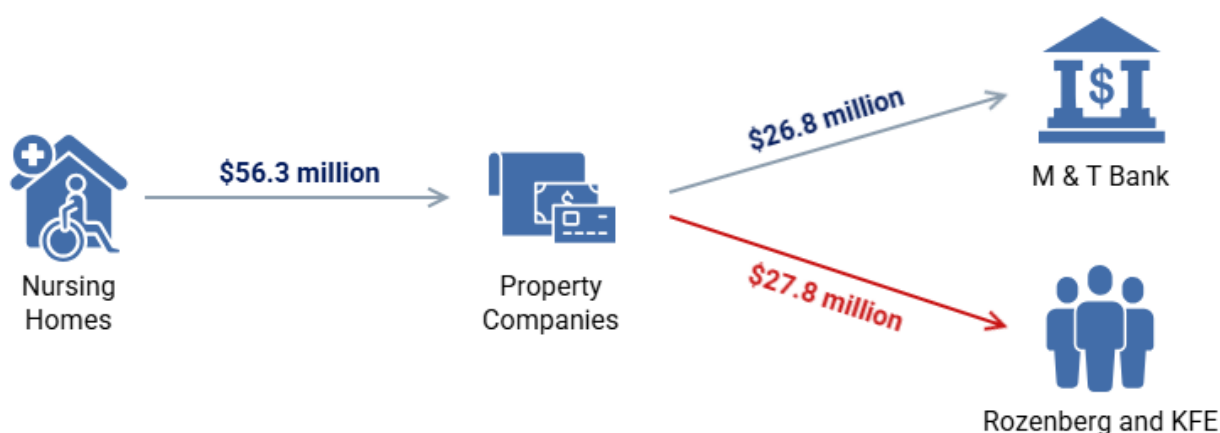 $56.3 million
Nursing
Homes
Property
Companies
$26.8 million
$
M & T Bank
$27.8 million
Rozenberg and KFE